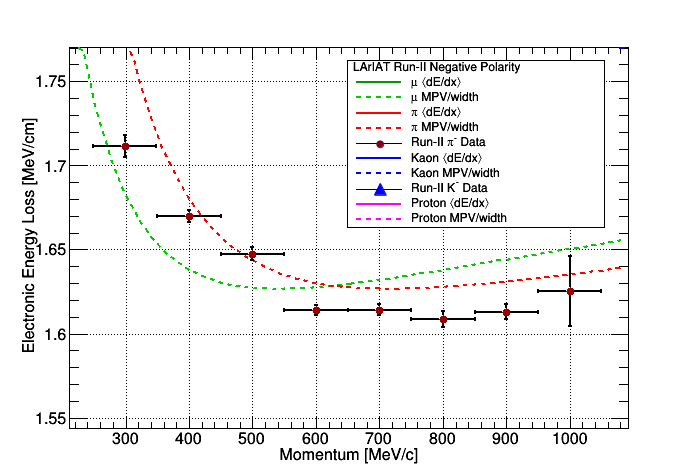 LArIAT Run-II Negative Polarity
μ ⟨dE/dx⟩
μ MPV/width
π ⟨dE/dx⟩
π MPV/width
Run-II π⁻ Data
Kaon ⟨dE/dx⟩
Kaon MPV/width
Run-II K⁻ Data
Proton ⟨dE/dx⟩
Proton MPV/width
Electronic Energy Loss [MeV/cm]
1.75
1.7
1.65
1.6
1.55
300 400 500 600 700 800 900 1000
Momentum [MeV/c]